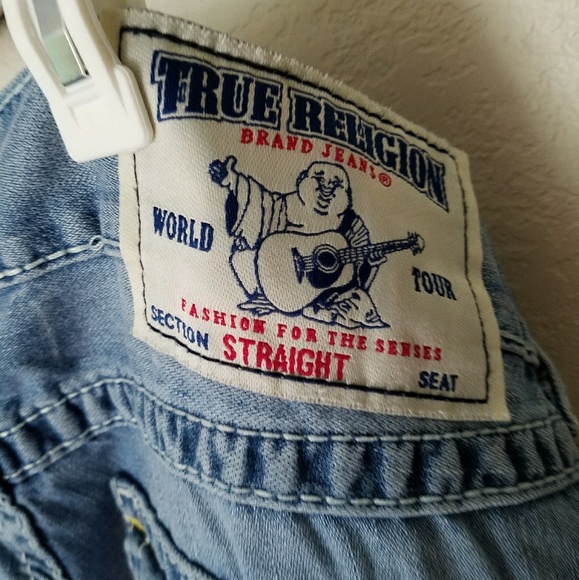 TRUE RELIGION
BRAND JEANS®
WORLD TOUR
FASHION FOR THE SENSES
SECTION STRAIGHT SEAT